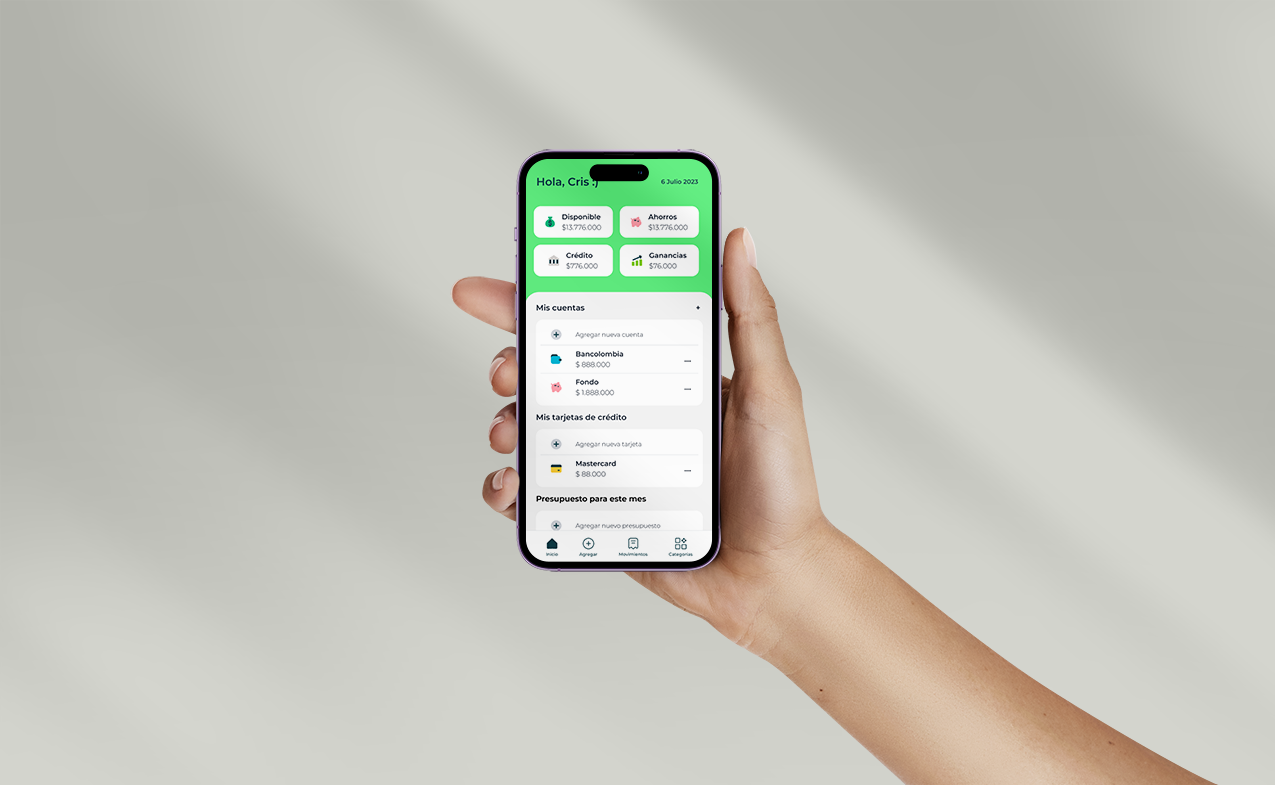 Hola, Cris :)
6 Julio 2023
Disponible
$13.776.000
Ahorros
$13.776.000
Crédito
$776.000
Ganancias
$76.000
Mis cuentas +
Agregar nueva cuenta
Bancolombia
$ 888.000
Fondo
$ 1.888.000
Mis tarjetas de crédito
Agregar nueva tarjeta
Mastercard
$ 88.000
Presupuesto para este mes
Agregar nuevo presupuesto
Inicio
Agregar
Movimientos
Categorías